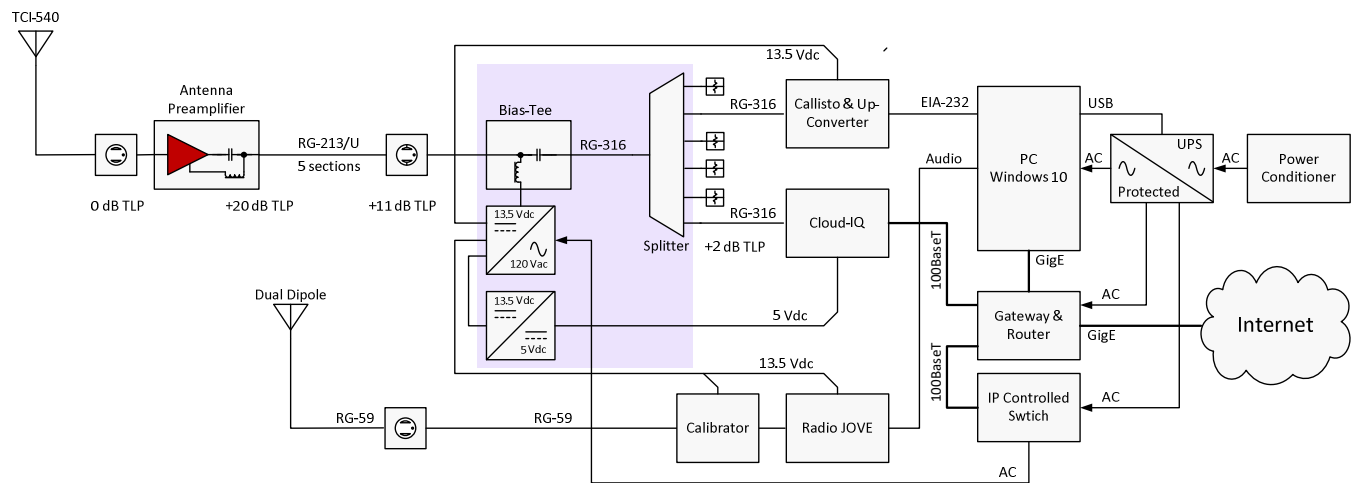 TCI-540
Antenna
Preamplifier
RG-213/U
5 sections
0 dB TLP
+20 dB TLP
+11 dB TLP
Bias-Tee
RG-316
13.5 Vdc
120 Vac
13.5 Vdc
5 Vdc
Splitter
13.5 Vdc
RG-316
Callisto & Up-
Converter
EIA-232
RG-316
+2 dB TLP
Cloud-IQ
Audio
PC
Windows 10
USB
AC
UPS
Protected
AC
Power
Conditioner
100BaseT
GigE
AC
Gateway &
Router
GigE
Internet
5 Vdc
100BaseT
13.5 Vdc
IP Controlled
Swtich
AC
Dual Dipole
RG-59
RG-59
Calibrator
Radio JOVE
AC